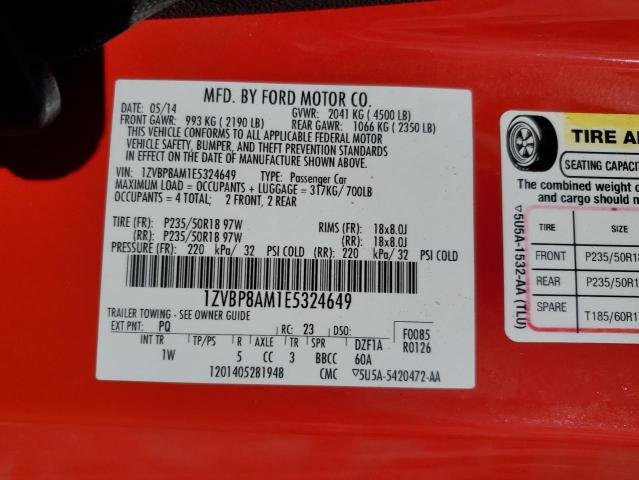 MFD. BY FORD MOTOR CO.
DATE: 05/14 GVWR: 2041 KG ( 4500 LB)
FRONT GAWR: 993 KG ( 2190 LB) REAR GAWR: 1066 KG ( 2350 LB)
THIS VEHICLE CONFORMS TO ALL APPLICABLE FEDERAL MOTOR
VEHICLE SAFETY, BUMPER, AND THEFT PREVENTION STANDARDS
IN EFFECT ON THE DATE OF MANUFACTURE SHOWN ABOVE.
VIN: 1ZVBP8AM1E5324649 TYPE: Passenger Car
MAXIMUM LOAD = OCCUPANTS + LUGGAGE = 317KG/ 700LB
OCCUPANTS = 4 TOTAL; 2 FRONT, 2 REAR
TIRE (FR): P235/50R18 97W RIMS (FR): 18x8.0J
(RR): P235/50R18 97W (RR): 18x8.0J
PRESSURE (FR): 220 kPa/ 32 PSI COLD (RR): 220 kPa/ 32 PSI COLD
1ZVBP8AM1E5324649
TRAILER TOWING - SEE OWNER GUIDE
EXT PNT: PQ RC: 23 DSO: F0085
INT TR TP/PS R AXLE TR SPR DZF1A R0126
1W 5 CC 3 BBCC 60A
1201405281948 CMC ▽5U5A-5420472-AA
TIRE A
SEATING CAPACITY
The combined weight o
and cargo should
TIRE SIZE
FRONT P235/50R18
REAR P235/50R1
SPARE T185/60R1
▽5U5A-1532-AA (TLU)